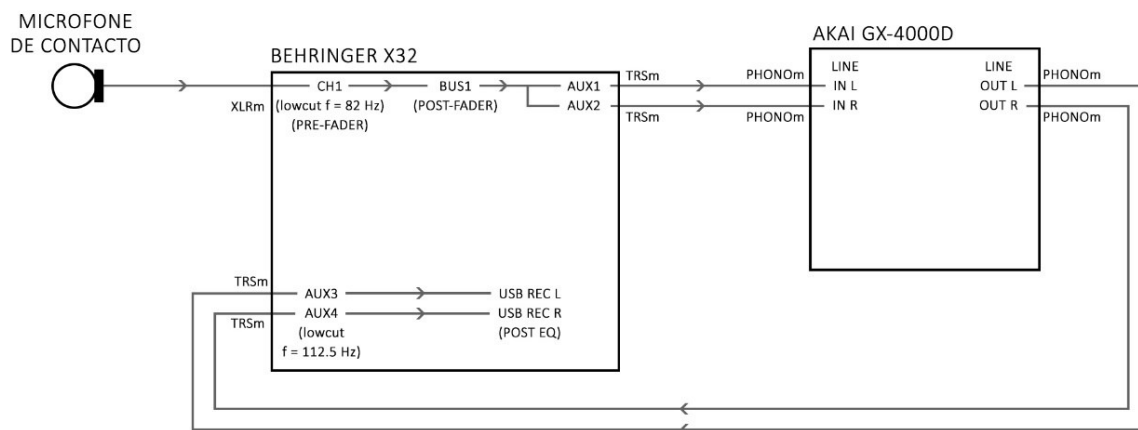 MICROFONE
DE CONTACTO
BEHRINGER X32
AKAI GX-4000D
XLRm
CH1
(lowcut f = 82 Hz)
(PRE-FADER)
BUS1
(POST-FADER)
AUX1
AUX2
TRSm
TRSm
PHONOm
PHONOm
LINE
IN L
IN R
LINE
OUT L
OUT R
PHONOm
PHONOm
TRSm
TRSm
AUX3
AUX4
(lowcut
f = 112.5 Hz)
USB REC L
USB REC R
(POST EQ)